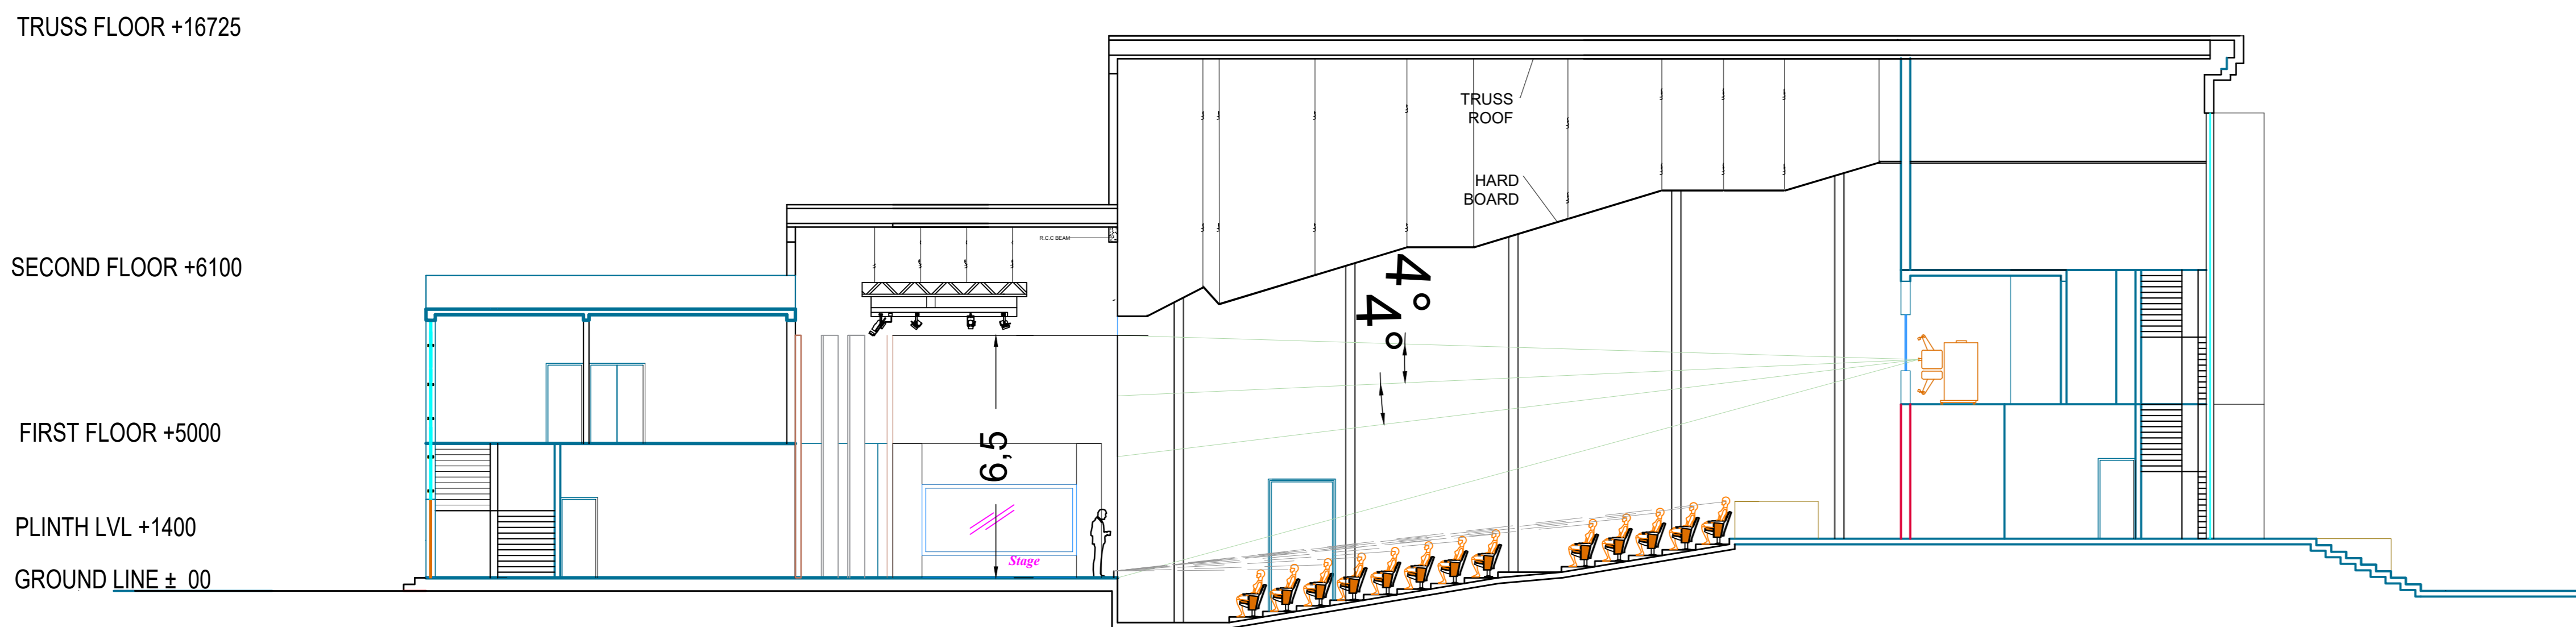 TRUSS FLOOR +16725
TRUSS
ROOF
HARD
BOARD
R.C.C BEAM
SECOND FLOOR +6100
4°
4°
FIRST FLOOR +5000
6,5
PLINTH LVL +1400
Stage
GROUND LINE ± 00